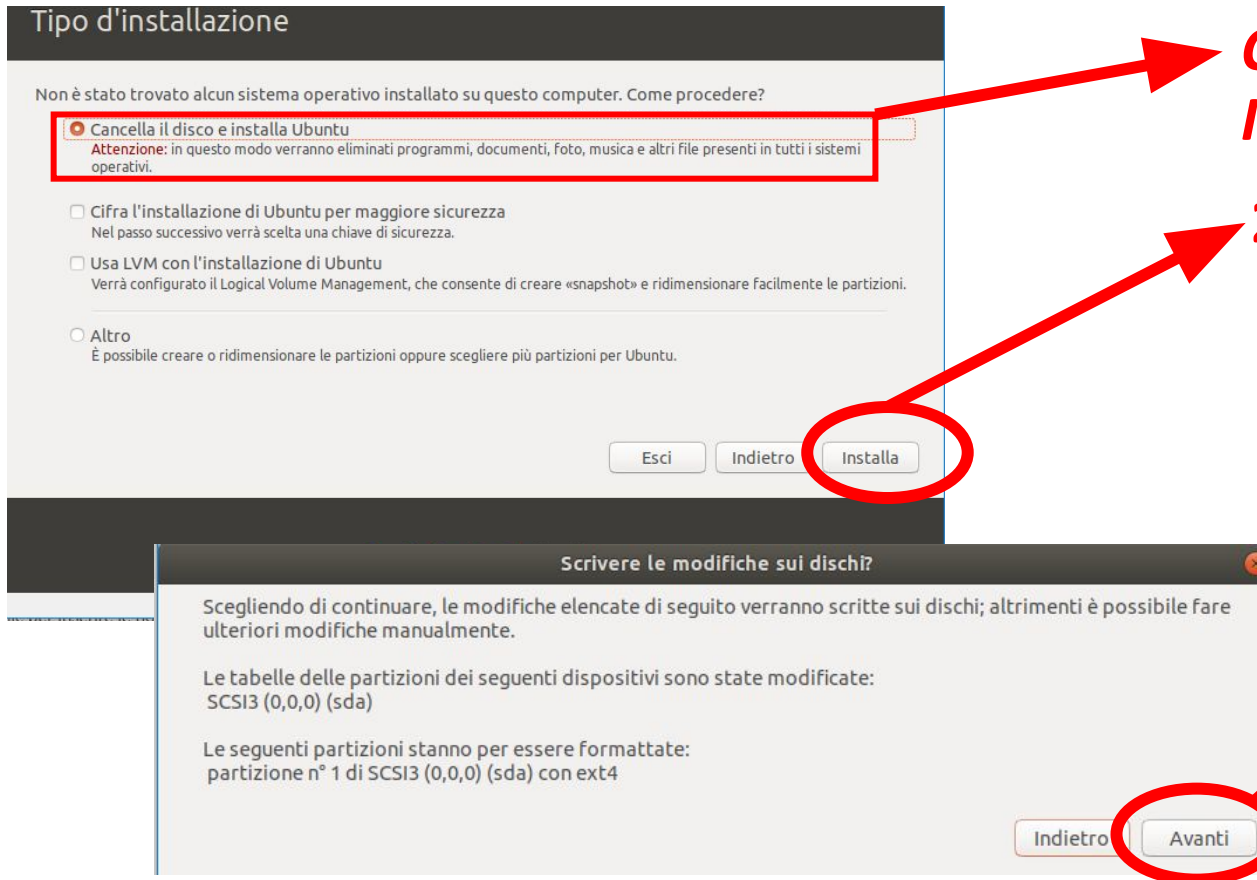 Tipo d'installazione
Non è stato trovato alcun sistema operativo installato su questo computer. Come procedere?
Cancella il disco e installa Ubuntu
Attenzione: in questo modo verranno eliminati programmi, documenti, foto, musica e altri file presenti in tutti i sistemi
operativi.
Cifra l'installazione di Ubuntu per maggiore sicurezza
Nel passo successivo verrà scelta una chiave di sicurezza.
Usa LVM con l'installazione di Ubuntu
Verrà configurato il Logical Volume Management, che consente di creare «snapshot» e ridimensionare facilmente le partizioni.
Altro
È possibile creare o ridimensionare le partizioni oppure scegliere più partizioni per Ubuntu.
Esci Indietro Installa
Scrivere le modifiche sui dischi?
Scegliendo di continuare, le modifiche elencate di seguito verranno scritte sui dischi; altrimenti è possibile fare
ulteriori modifiche manualmente.
Le tabelle delle partizioni dei seguenti dispositivi sono state modificate:
SCSI3 (0,0,0) (sda)
Le seguenti partizioni stanno per essere formattate:
partizione n° 1 di SCSI3 (0,0,0) (sda) con ext4
Indietro Avanti